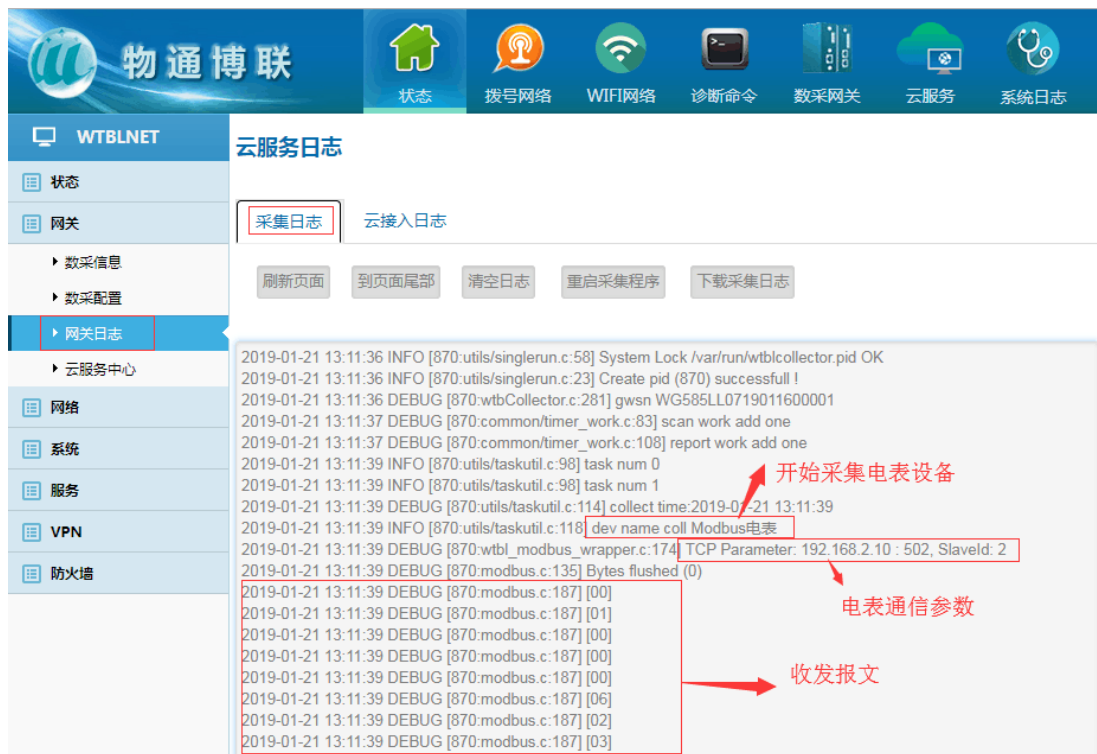 物通博联
状态
拨号网络
WIFI网络
诊断命令
数采网关
云服务
系统日志
WTBLNET
状态
网关
数采信息
数采配置
网关日志
云服务中心
网络
系统
服务
VPN
防火墙
云服务日志
采集日志 云接入日志
刷新页面 到页面尾部 清空日志 重启采集程序 下载采集日志
2019-01-21 13:11:36 INFO [870:utils/singlerun.c:58] System Lock /var/run/wtblcollector.pid OK
2019-01-21 13:11:36 INFO [870:utils/singlerun.c:23] Create pid (870) successfull !
2019-01-21 13:11:36 DEBUG [870:wtbCollector.c:281] gwsn WG585LL0719011600001
2019-01-21 13:11:37 DEBUG [870:common/timer_work.c:83] scan work add one
2019-01-21 13:11:37 DEBUG [870:common/timer_work.c:108] report work add one
2019-01-21 13:11:39 INFO [870:utils/taskutil.c:98] task num 0
2019-01-21 13:11:39 INFO [870:utils/taskutil.c:98] task num 1
开始采集电表设备
2019-01-21 13:11:39 DEBUG [870:utils/taskutil.c:114] collect time:2019-01-21 13:11:39
2019-01-21 13:11:39 INFO [870:utils/taskutil.c:118] dev name coll Modbus电表
2019-01-21 13:11:39 DEBUG [870:wtbl_modbus_wrapper.c:174] TCP Parameter: 192.168.2.10 : 502, SlaveId: 2
2019-01-21 13:11:39 DEBUG [870:modbus.c:135] Bytes flushed (0)
2019-01-21 13:11:39 DEBUG [870:modbus.c:187] [00]
电表通信参数
2019-01-21 13:11:39 DEBUG [870:modbus.c:187] [01]
2019-01-21 13:11:39 DEBUG [870:modbus.c:187] [00]
2019-01-21 13:11:39 DEBUG [870:modbus.c:187] [00]
2019-01-21 13:11:39 DEBUG [870:modbus.c:187] [00]
收发报文
2019-01-21 13:11:39 DEBUG [870:modbus.c:187] [06]
2019-01-21 13:11:39 DEBUG [870:modbus.c:187] [02]
2019-01-21 13:11:39 DEBUG [870:modbus.c:187] [03]